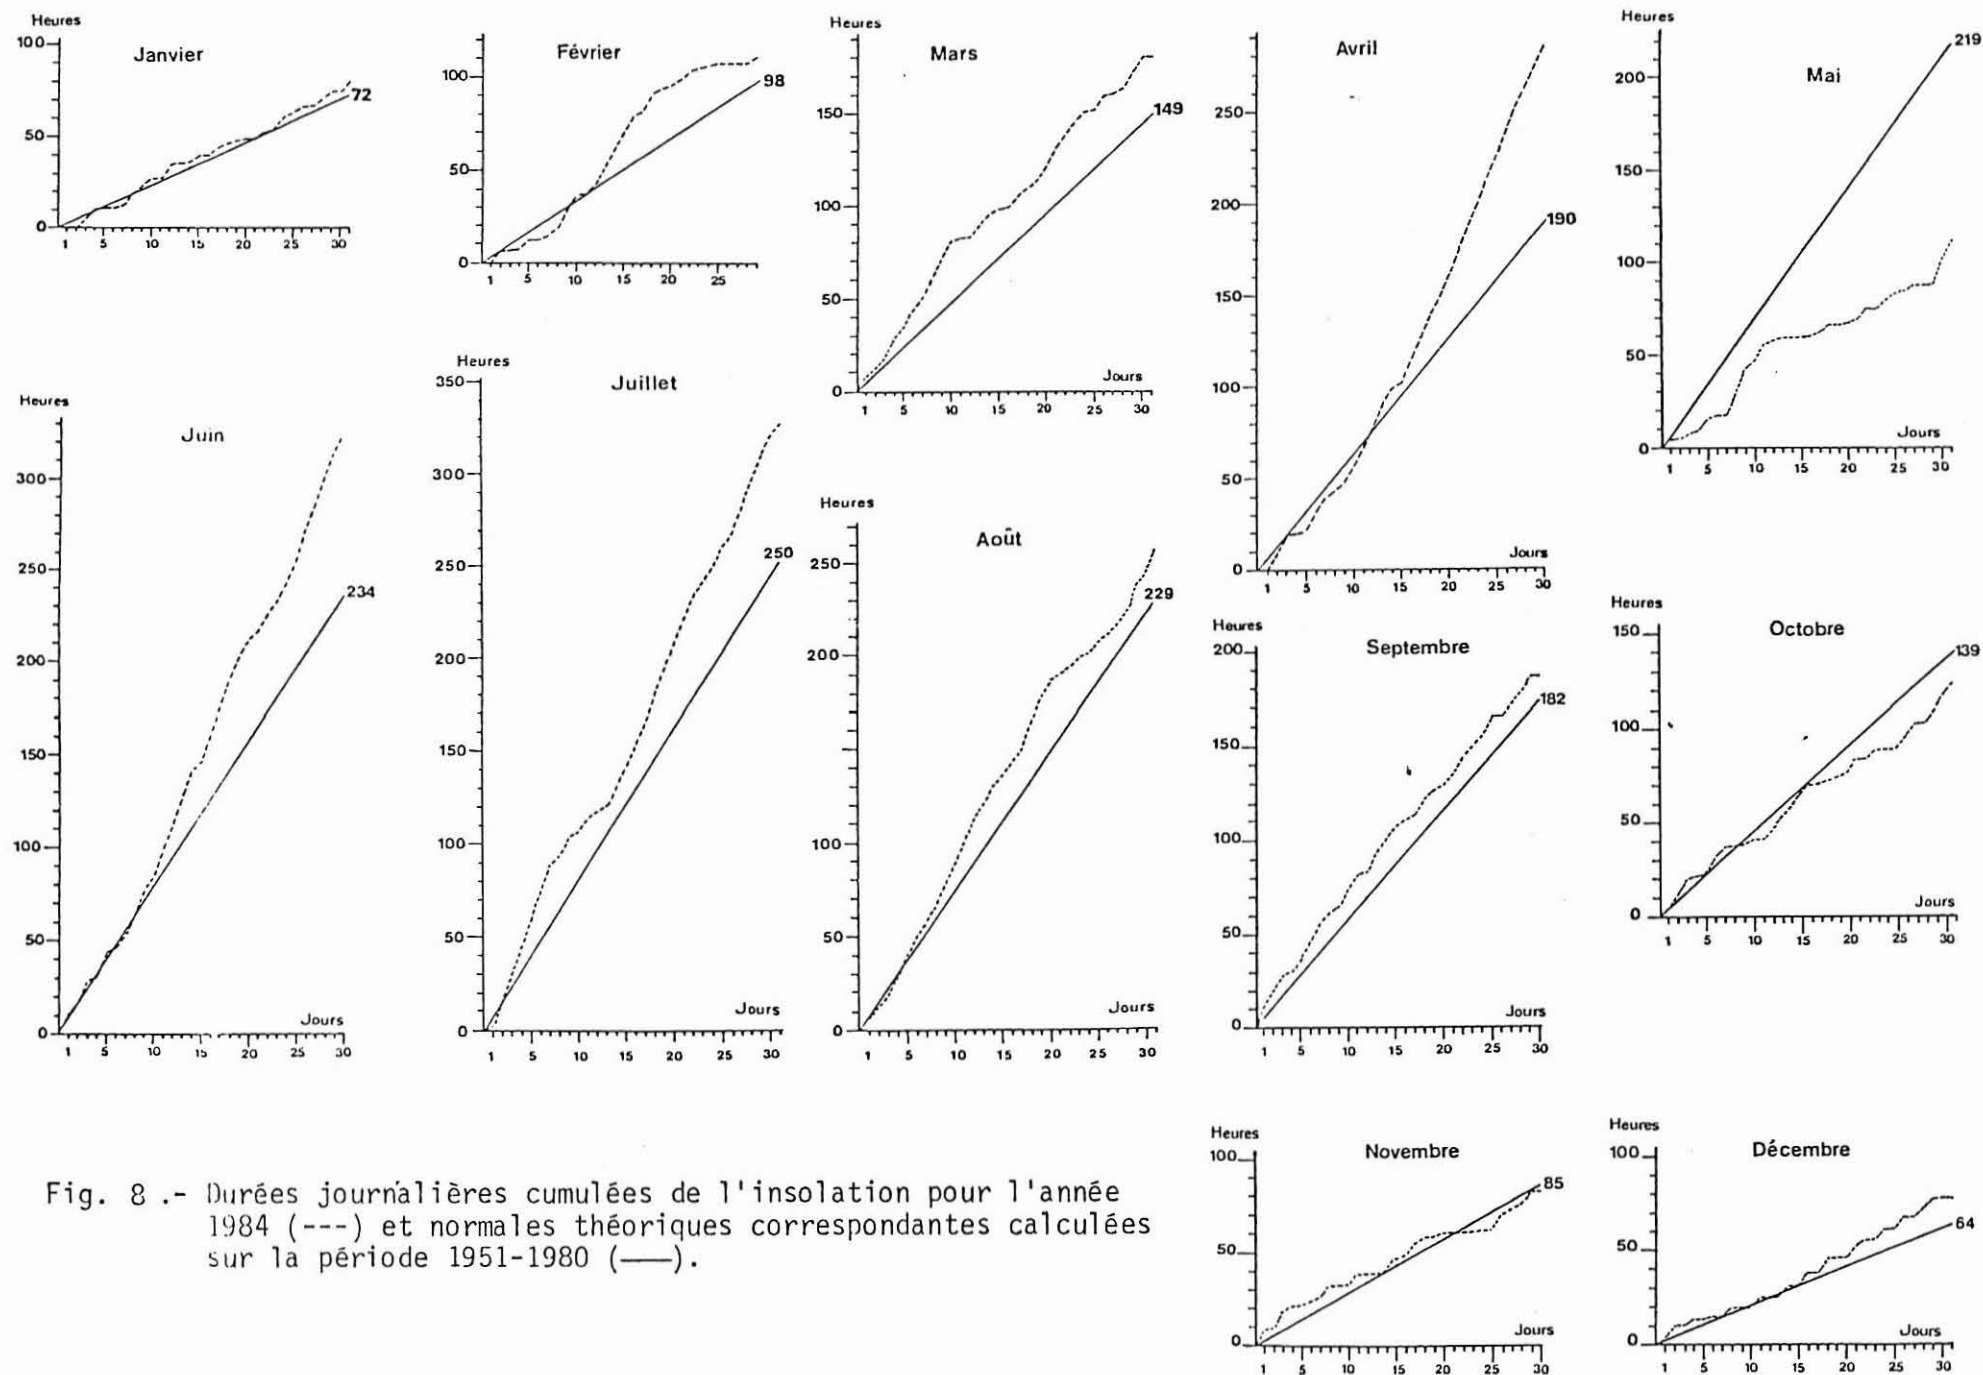 Heures
Janvier
100
50
0
72
1 5 10 15 20 25 30
Février
100
50
0
98
1 5 10 15 20 25
Heures
Mars
150
100
50
0
149
Jours
1 5 10 15 20 25 30
Avril
250
200
150
100
50
0
190
Jours
1 5 10 15 20 25 30
Heures
Mai
200
150
100
50
0
219
Jours
1 5 10 15 20 25 30
Heures
Juin
300
250
200
150
100
50
0
234
Jours
1 5 10 15 20 25 30
Heures
Juillet
350
300
250
200
150
100
50
0
250
Jours
1 5 10 15 20 25 30
Heures
Août
250
200
100
50
0
229
Jours
1 5 10 15 20 25 30
Heures
Septembre
200
150
100
50
0
182
Jours
1 5 10 15 20 25 30
Heures
Octobre
150
100
50
0
139
Jours
1 5 10 15 20 25 30
Heures
Novembre
100
50
0
85
Jours
1 5 10 15 20 25 30
Heures
Décembre
100
50
0
64
Jours
1 5 10 15 20 25 30
Fig. 8 .- Durées journalières cumulées de l'insolation pour l'année
1984 (---) et normales théoriques correspondantes calculées
sur la période 1951-1980 (——).